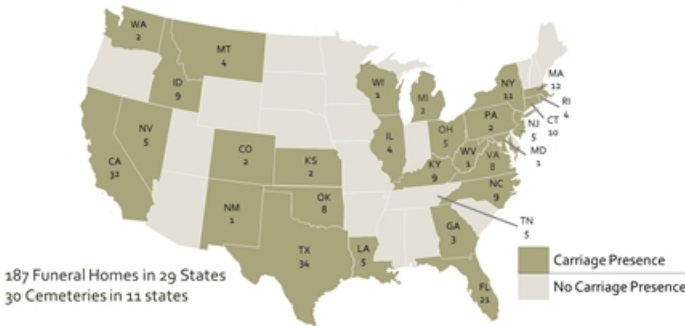 WA
2
MT
4
ID
9
NV
5
CA
32
CO
2
NM
1
KS
2
OK
8
TX
34
LA
5
WI
1
IL
4
MI
2
OH
5
KY
9
WV
1
VA
8
NC
9
TN
5
GA
3
FL
21
PA
2
NY
11
MA
12
RI
4
CT
10
NJ
5
MD
1
187 Funeral Homes in 29 States
30 Cemeteries in 11 states
Carriage Presence
No Carriage Presence